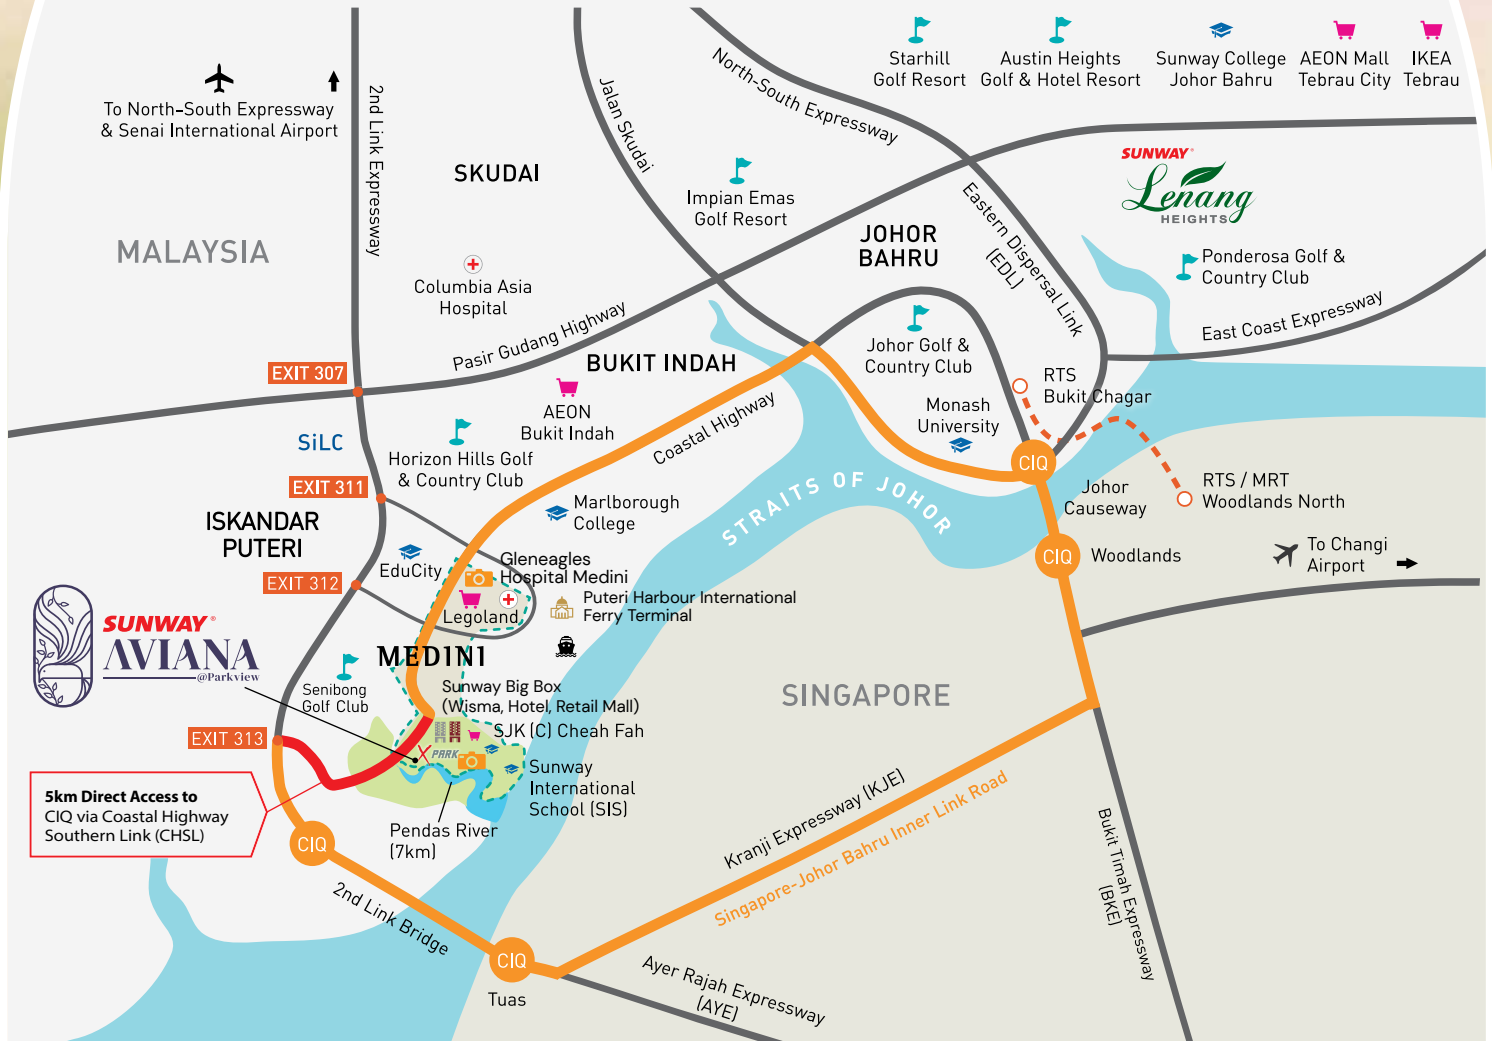 Starhill
Golf Resort
Austin Heights
Golf & Hotel Resort
Sunway College
Johor Bahru
AEON Mall
Tebrau City
IKEA
Tebrau
To North-South Expressway
& Senai International Airport
2nd Link Expressway
Jalan Skudai
North-South Expressway
SKUDAI
Impian Emas
Golf Resort
SUNWAY®
Lenang
HEIGHTS
MALAYSIA
JOHOR
BAHRU
Eastern Dispersal Link
(EDL)
Ponderosa Golf &
Country Club
Columbia Asia
Hospital
Pasir Gudang Highway
East Coast Expressway
Johor Golf &
Country Club
BUKIT INDAH
EXIT 307
RTS
Bukit Chagar
AEON
Bukit Indah
Coastal Highway
Monash
University
SiLC
Horizon Hills Golf
& Country Club
CIQ
EXIT 311
STRAITS OF JOHOR
Johor
Causeway
RTS / MRT
Woodlands North
Marlborough
College
ISKANDAR
PUTERI
EduCity
Gleneagles
Hospital Medini
CIQ
Woodlands
To Changi
Airport
EXIT 312
Legoland
Puteri Harbour International
Ferry Terminal
SUNWAY®
AVIANA
@Parkview
MEDINI
Senibong
Golf Club
Sunway Big Box
(Wisma, Hotel, Retail Mall)
SINGAPORE
SJK (C) Cheah Fah
EXIT 313
X PARK
Sunway
International
School (SIS)
5km Direct Access to
CIQ via Coastal Highway
Southern Link (CHSL)
Pendas River
(7km)
CIQ
Kranji Expressway (KJE)
Singapore-Johor Bahru Inner Link Road
Bukit Timah Expressway
(BKE)
2nd Link Bridge
CIQ
Tuas
Ayer Rajah Expressway
(AYE)